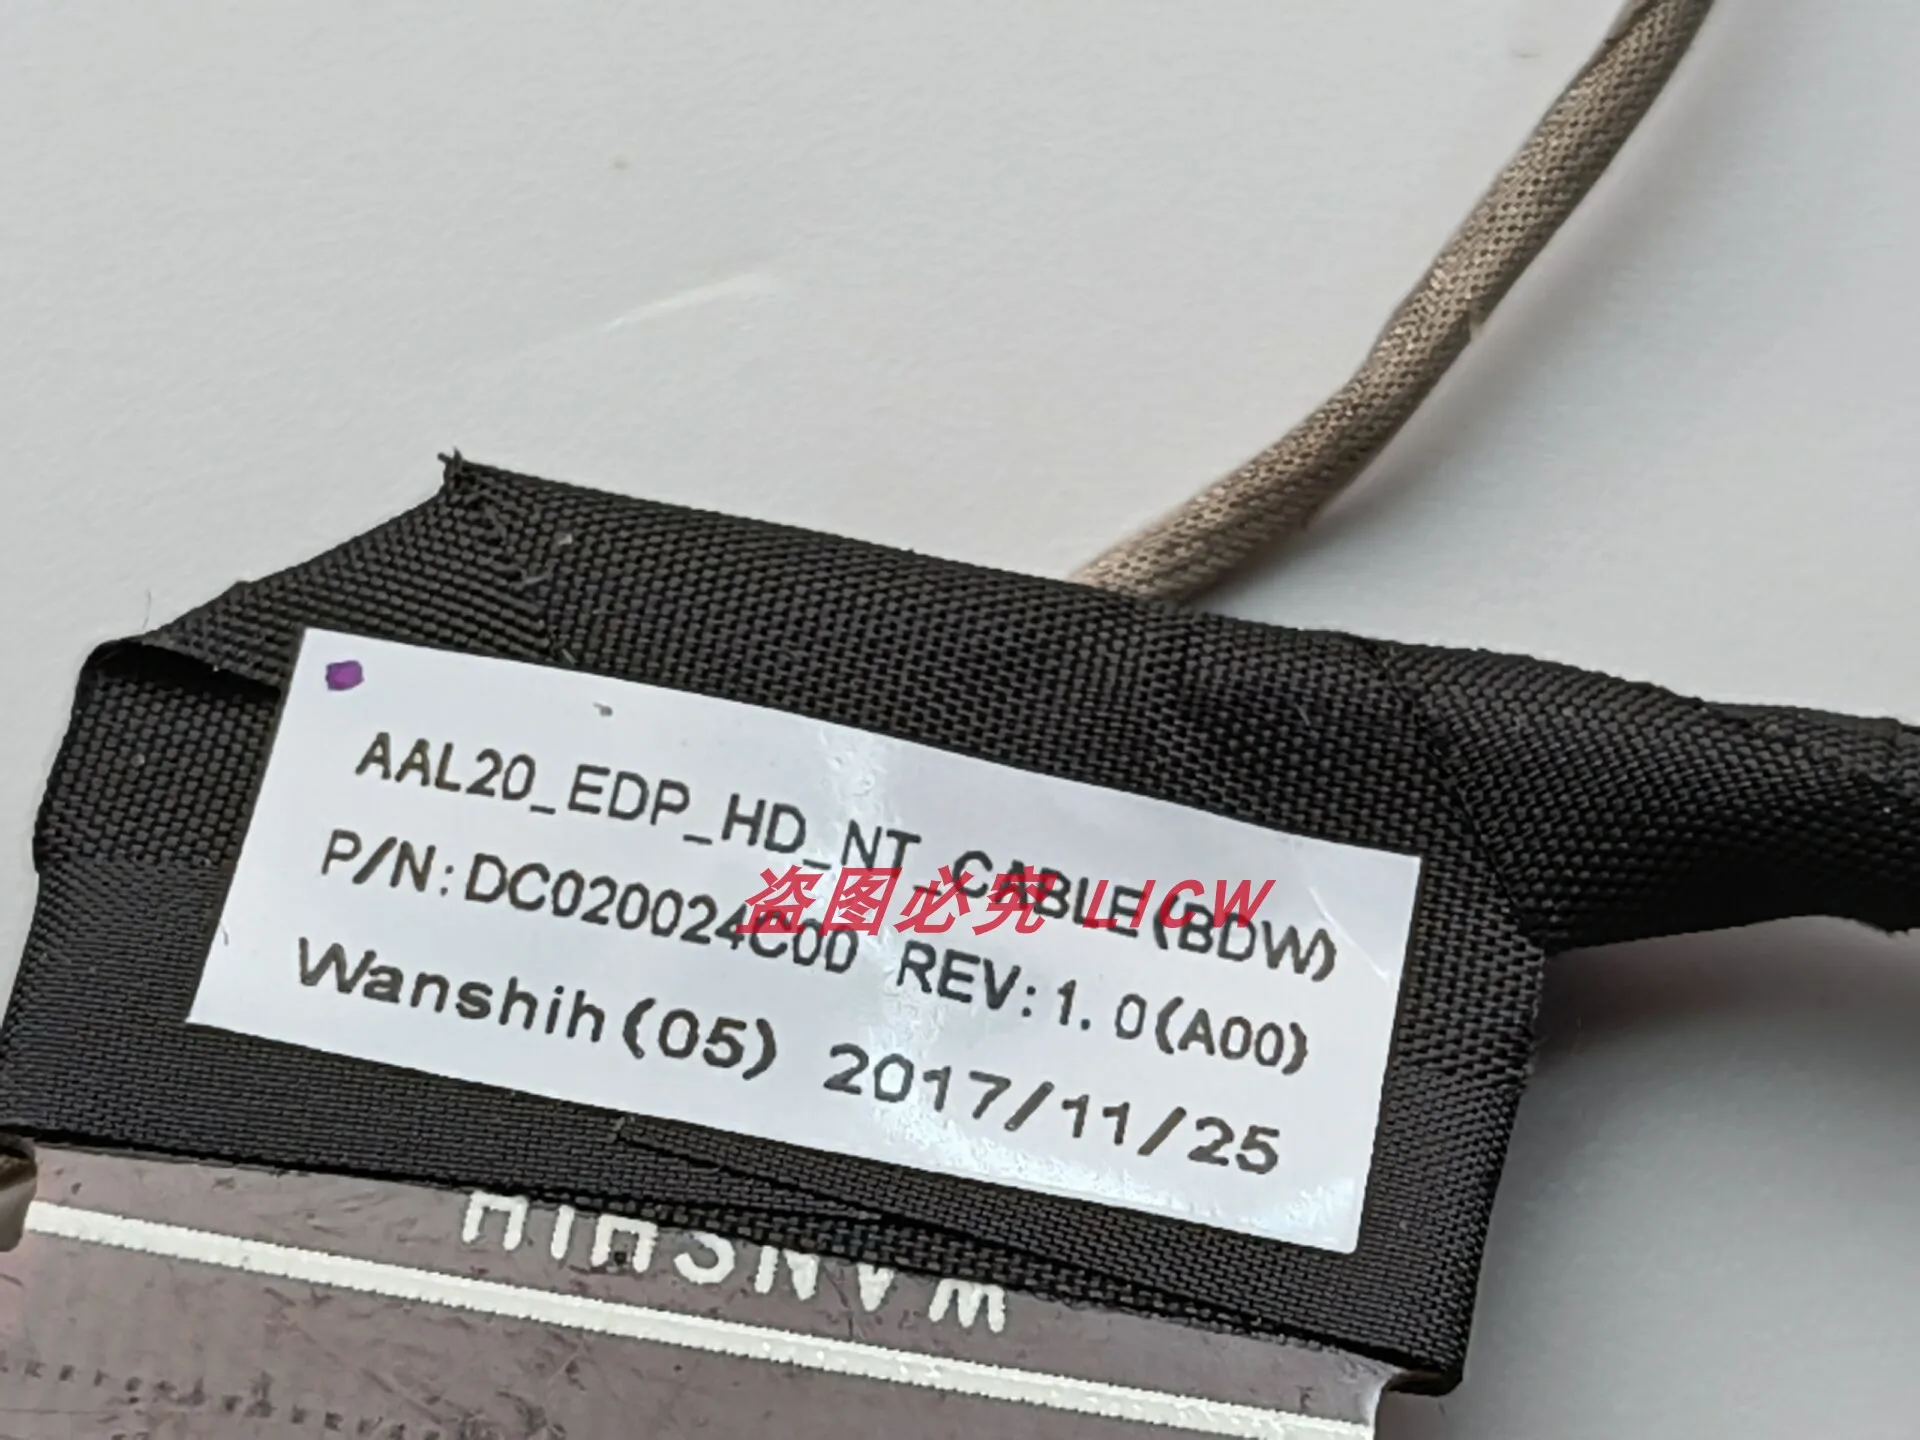 AAL20_EDP_HD_NT_CABLE(BDW)
盗图必究 LICW
P/N:DC020024C00 REV:1.0(A00)
Wanshih(05) 2017/11/25
WANSHIH